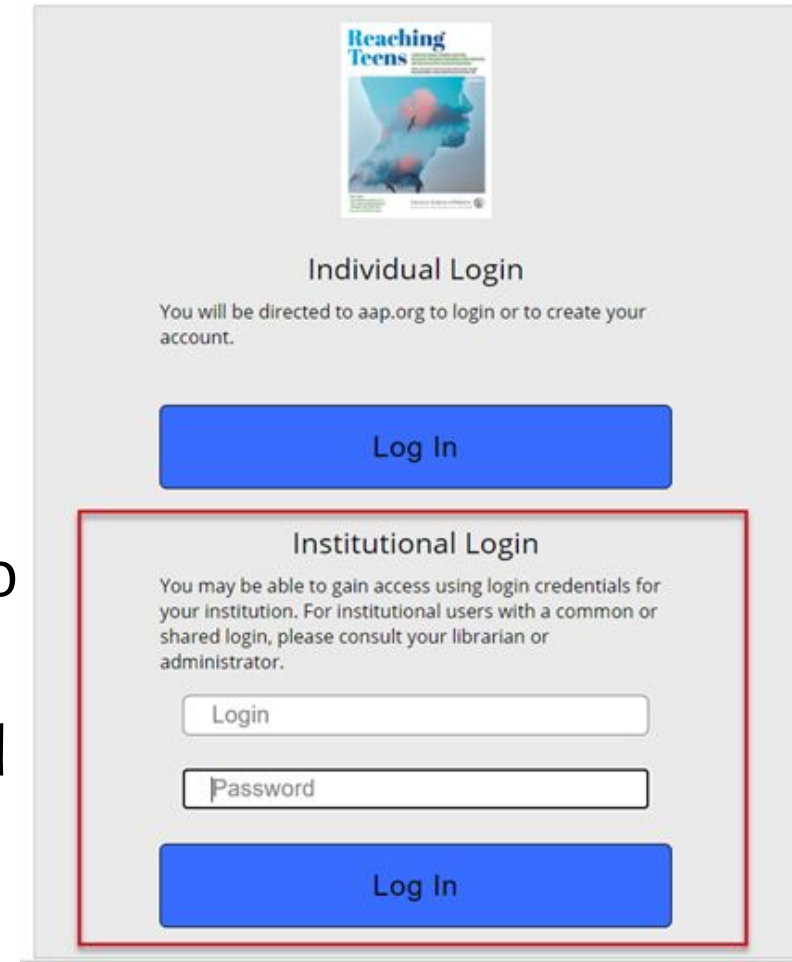 Reaching
Teens
Individual Login
You will be directed to aap.org to login or to create your
account.
Log In
Institutional Login
You may be able to gain access using login credentials for
your institution. For institutional users with a common or
shared login, please consult your librarian or
administrator.
Login
Password
Log In